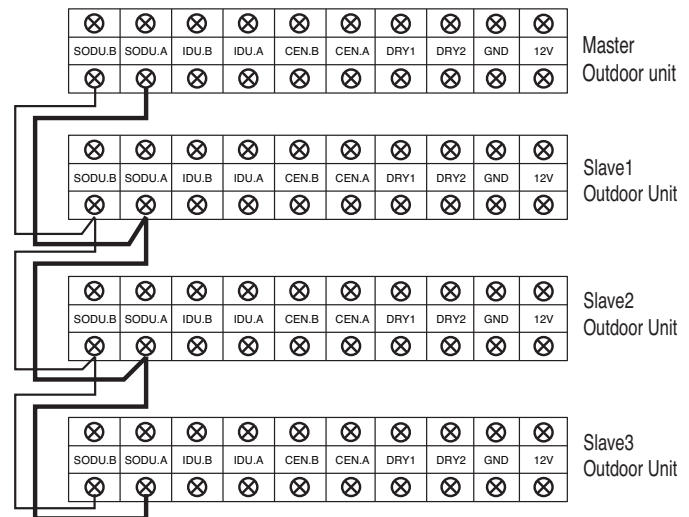 SODU.B SODU.A IDU.B IDU.A CEN.B CEN.A DRY1 DRY2 GND 12V
Master
Outdoor unit
SODU.B SODU.A IDU.B IDU.A CEN.B CEN.A DRY1 DRY2 GND 12V
Slave1
Outdoor Unit
SODU.B SODU.A IDU.B IDU.A CEN.B CEN.A DRY1 DRY2 GND 12V
Slave2
Outdoor Unit
SODU.B SODU.A IDU.B IDU.A CEN.B CEN.A DRY1 DRY2 GND 12V
Slave3
Outdoor Unit